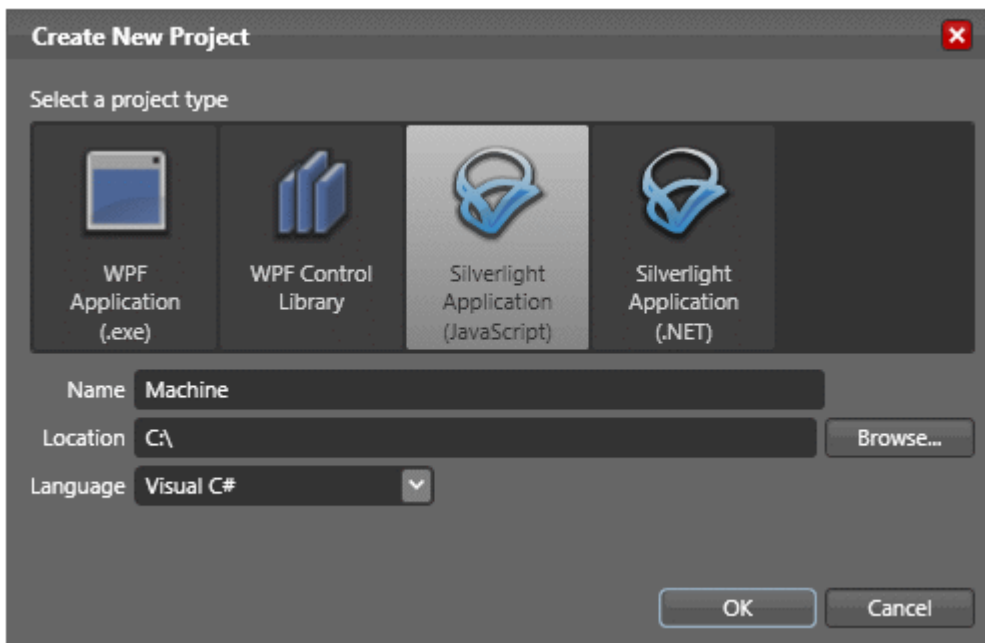 Create New Project
Select a project type
WPF
Application
(.exe)
WPF Control
Library
Silverlight
Application
(JavaScript)
Silverlight
Application
(.NET)
Name Machine
Location C:\ Browse...
Language Visual C#
OK Cancel